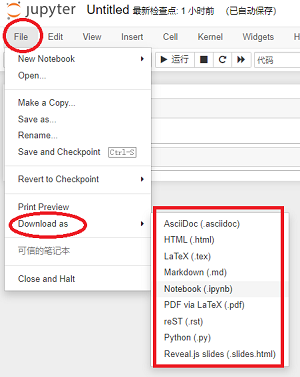 jupyter Untitled 最新检查点: 1 小时前 (已自动保存)
File Edit View Insert Cell Kernel Widgets
New Notebook
Open...
运行
代码
Make a Copy...
Save as...
Rename...
Save and Checkpoint Ctrl-S
Revert to Checkpoint
Print Preview
Download as
AsciiDoc (.asciidoc)
可信的笔记本
HTML (.html)
LaTeX (.tex)
Close and Halt
Markdown (.md)
Notebook (.ipynb)
PDF via LaTeX (.pdf)
reST (.rst)
Python (.py)
Reveal.js slides (.slides.html)